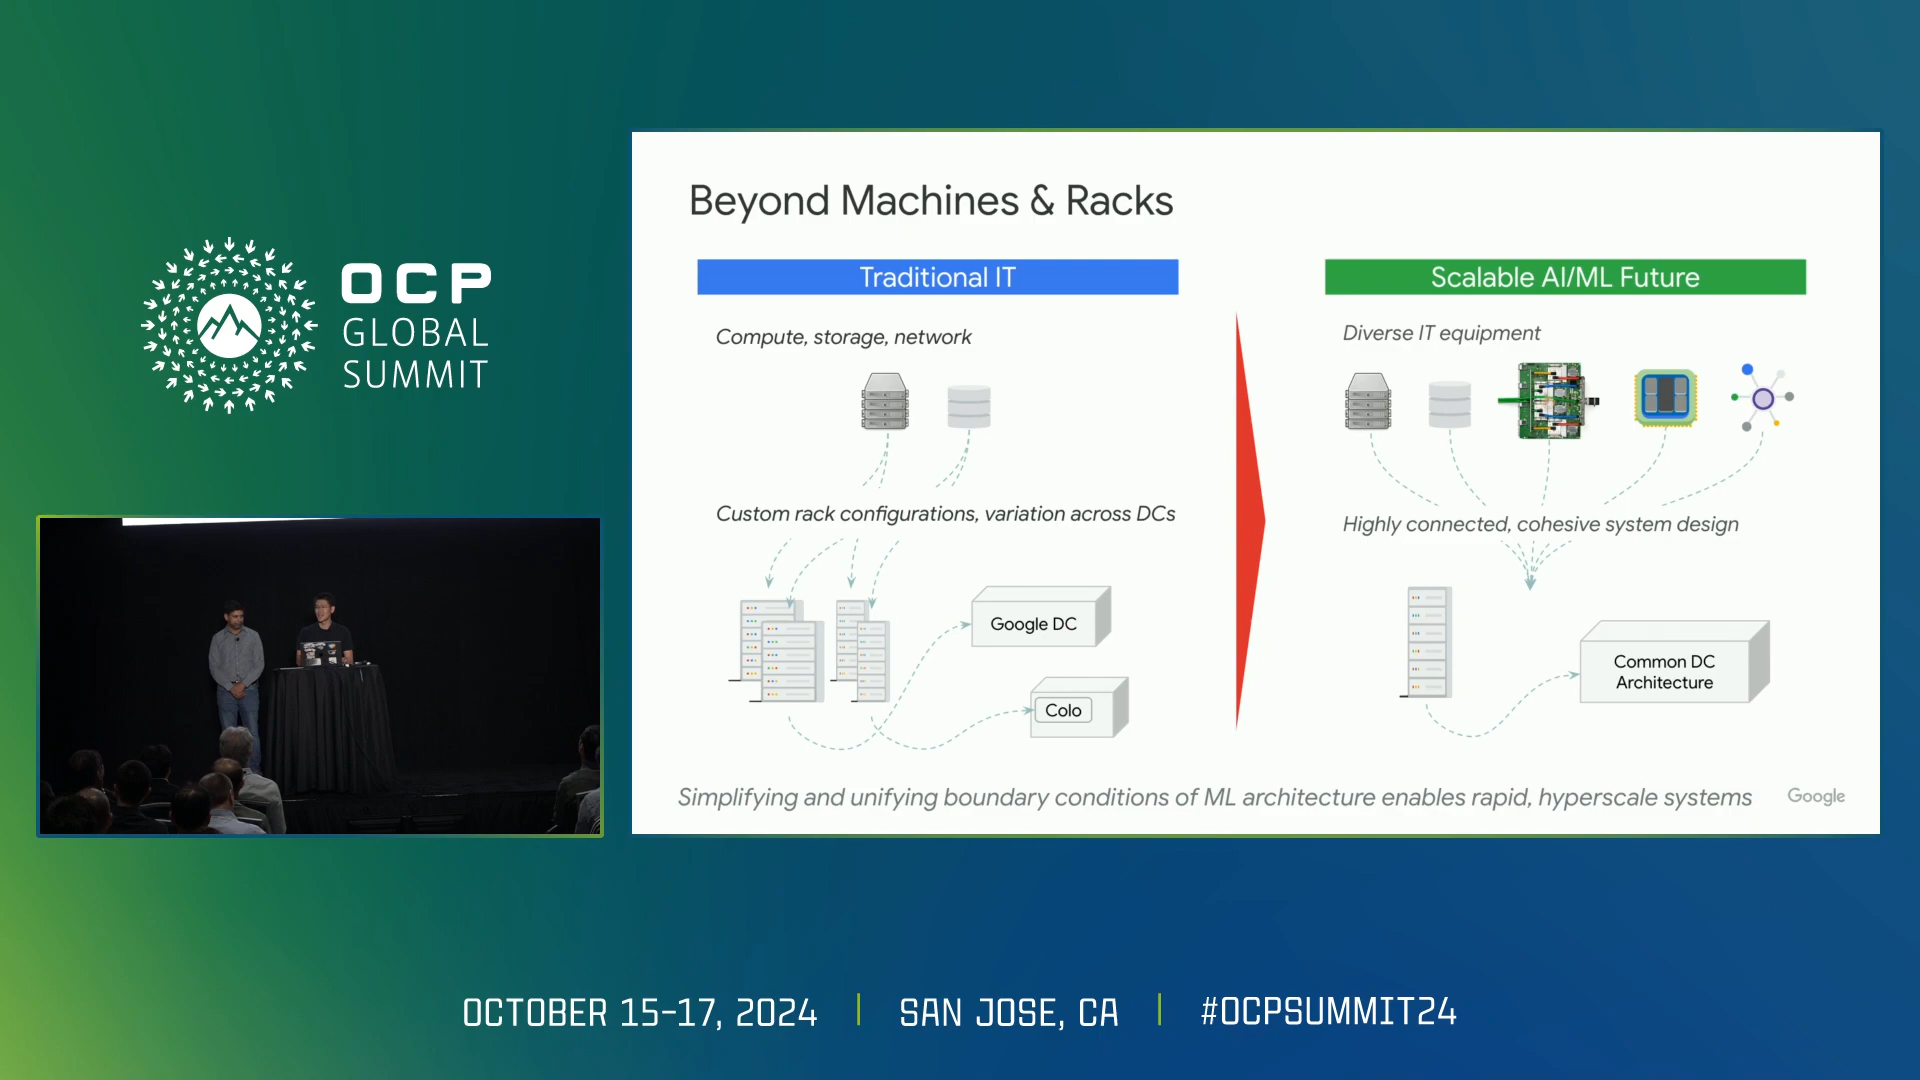 OCP
GLOBAL
SUMMIT
Beyond Machines & Racks
Traditional IT
Compute, storage, network
Custom rack configurations, variation across DCs
Google DC
Colo
Scalable AI/ML Future
Diverse IT equipment
Highly connected, cohesive system design
Common DC
Architecture
Simplifying and unifying boundary conditions of ML architecture enables rapid, hyperscale systems
Google
OCTOBER 15-17, 2024
SAN JOSE, CA
#OCPSUMMIT24